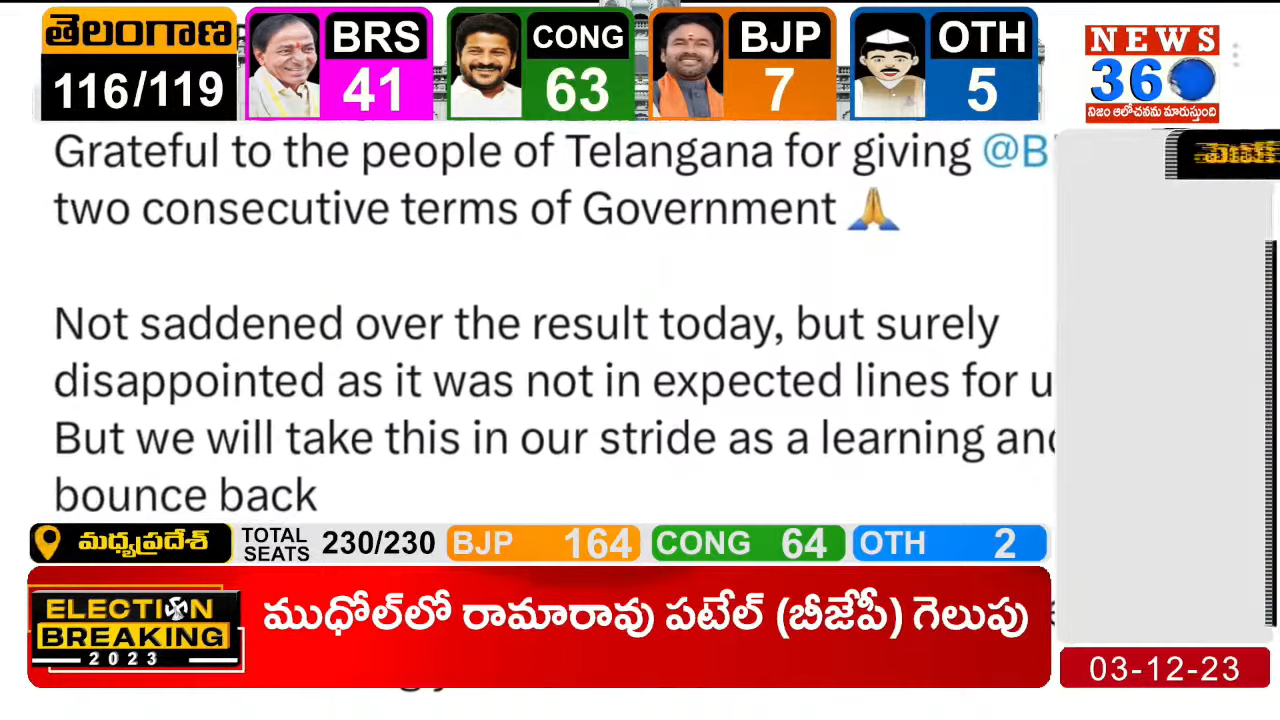 తెలంగాణ
116/119
BRS
41
CONG
63
BJP
7
OTH
5
NEWS
360
నిజం ఆలోచనను మారుస్తుంది
Grateful to the people of Telangana for giving
two consecutive terms of Government 🙏
Not saddened over the result today, but surely
disappointed as it was not in expected lines for
But we will take this in our stride as a learning
bounce back
మధ్యప్రదేశ్ TOTAL SEATS 230/230 BJP 164 CONG 64 OTH 2
ELECTION
BREAKING
2023
ముధోల్‌లో రామారావు పటేల్ (బీజేపీ) గెలుపు
03-12-23